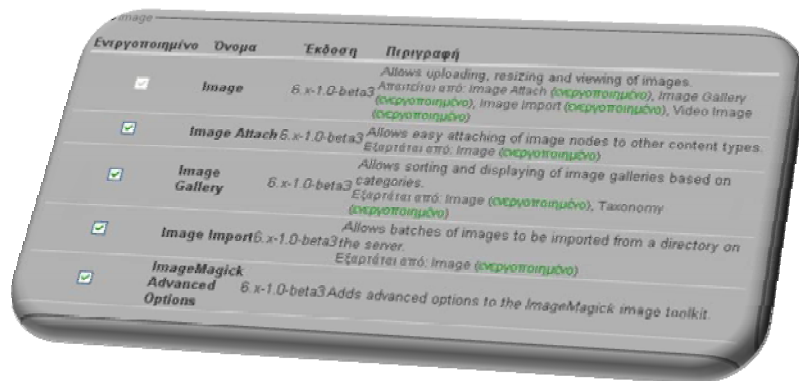 Image
Ενεργοποιημένο Όνομα Έκδοση Περιγραφή
Image 6.x-1.0-beta3 Allows uploading, resizing and viewing of images.
Απαιτείται από: Image Attach (ενεργοποιημένο), Image Gallery
(ενεργοποιημένο), Image Import (ενεργοποιημένο), Video Image
(ενεργοποιημένο)
Image Attach 6.x-1.0-beta3 Allows easy attaching of image nodes to other content types.
Εξαρτάται από: Image (ενεργοποιημένο)
Image
Gallery 6.x-1.0-beta3 Allows sorting and displaying of image galleries based on
categories.
Εξαρτάται από: Image (ενεργοποιημένο), Taxonomy
(ενεργοποιημένο)
Image Import 6.x-1.0-beta3 Allows batches of images to be imported from a directory on
the server.
Εξαρτάται από: Image (ενεργοποιημένο)
ImageMagick
Advanced
Options 6.x-1.0-beta3 Adds advanced options to the ImageMagick image toolkit.